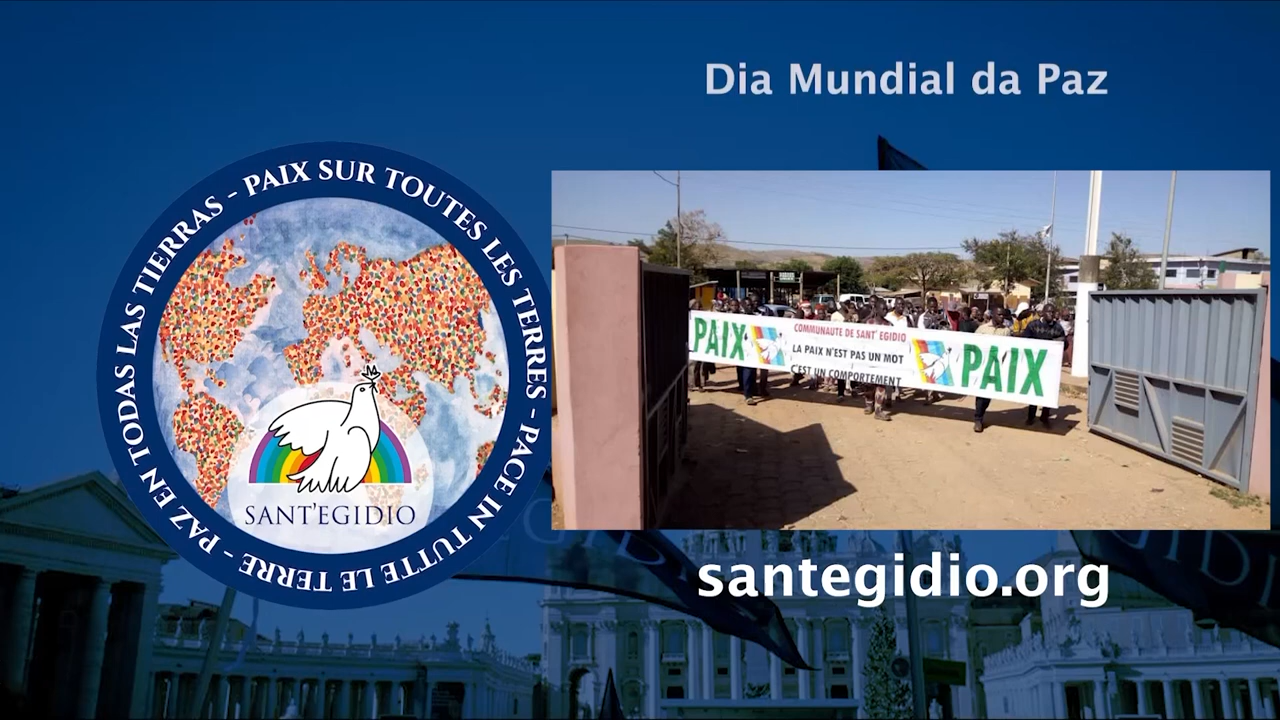 Dia Mundial da Paz
PAZ EN TODAS LAS TIERRAS - PAIX SUR TOUTES LES TERRES - PACE IN TUTTE LE TERRE -
SANT'EGIDIO
PAIX
COMMUNAUTE DE SANT' EGIDIO
LA PAIX N'EST PAS UN MOT
C'EST UN COMPORTEMENT
PAIX
santegidio.org